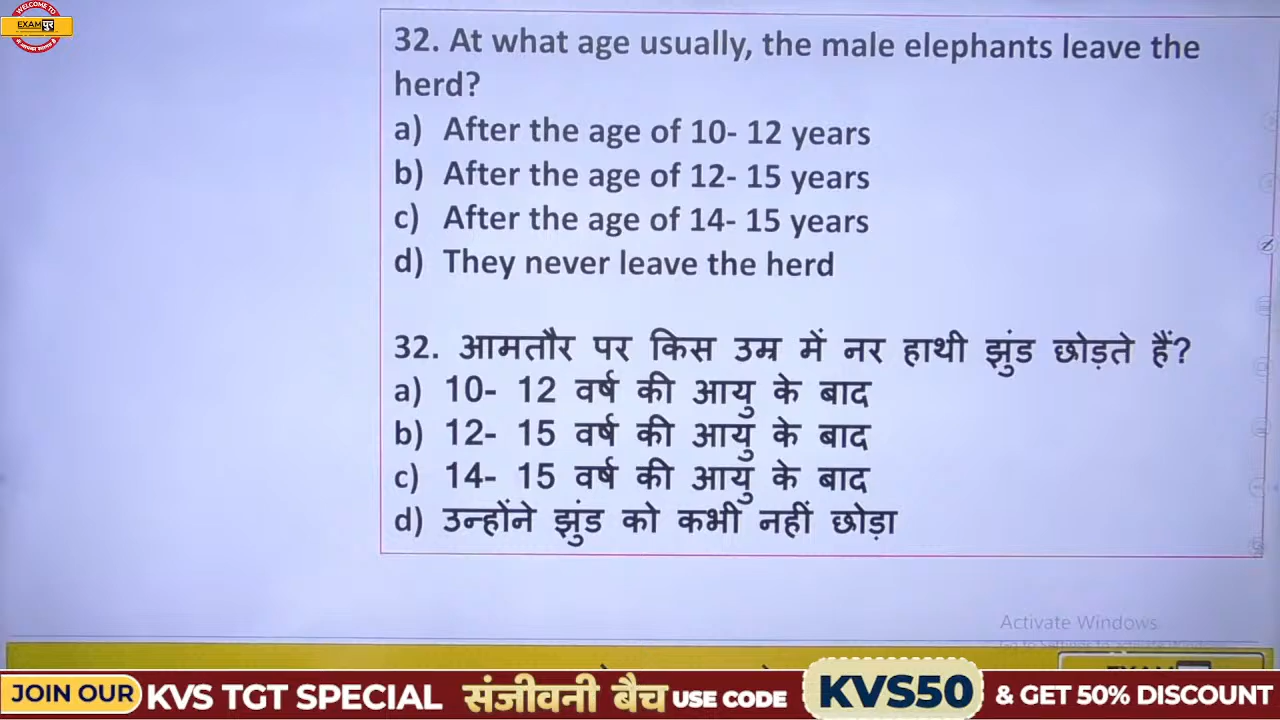 WELCOME TO
EXAM पुर
32. At what age usually, the male elephants leave the
herd?
a) After the age of 10- 12 years
b) After the age of 12- 15 years
c) After the age of 14- 15 years
d) They never leave the herd
32. आमतौर पर किस उम्र में नर हाथी झुंड छोड़ते हैं?
a) 10- 12 वर्ष की आयु के बाद
b) 12- 15 वर्ष की आयु के बाद
c) 14- 15 वर्ष की आयु के बाद
d) उन्होंने झुंड को कभी नहीं छोड़ा
Activate Windows
JOIN OUR KVS TGT SPECIAL संजीवनी बैच USE CODE KVS50 & GET 50% DISCOUNT